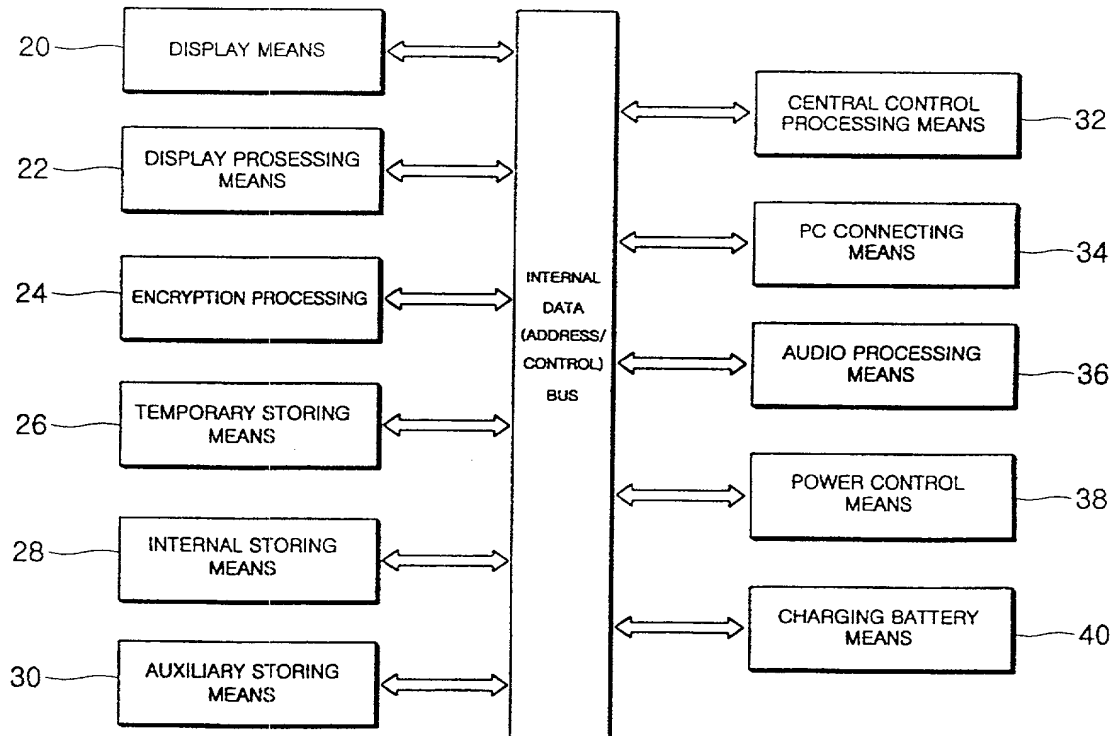 20
DISPLAY MEANS
22
DISPLAY PROSESSING
MEANS
24
ENCRYPTION PROCESSING
26
TEMPORARY STORING
MEANS
28
INTERNAL STORING
MEANS
30
AUXILIARY STORING
MEANS
INTERNAL
DATA
(ADDRESS/
CONTROL)
BUS
CENTRAL CONTROL
PROCESSING MEANS
32
PC CONNECTING
MEANS
34
AUDIO PROCESSING
MEANS
36
POWER CONTROL
MEANS
38
CHARGING BATTERY
MEANS
40